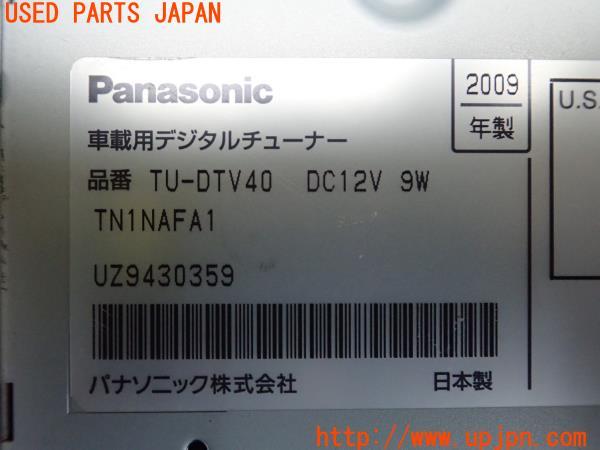 USED PARTS JAPAN
Panasonic
2009
年製
U.S.
車載用デジタルチューナー
品番 TU-DTV40 DC12V 9W
TN1NAFA1
UZ9430359
パナソニック株式会社 日本製
http://www.upjpn.com